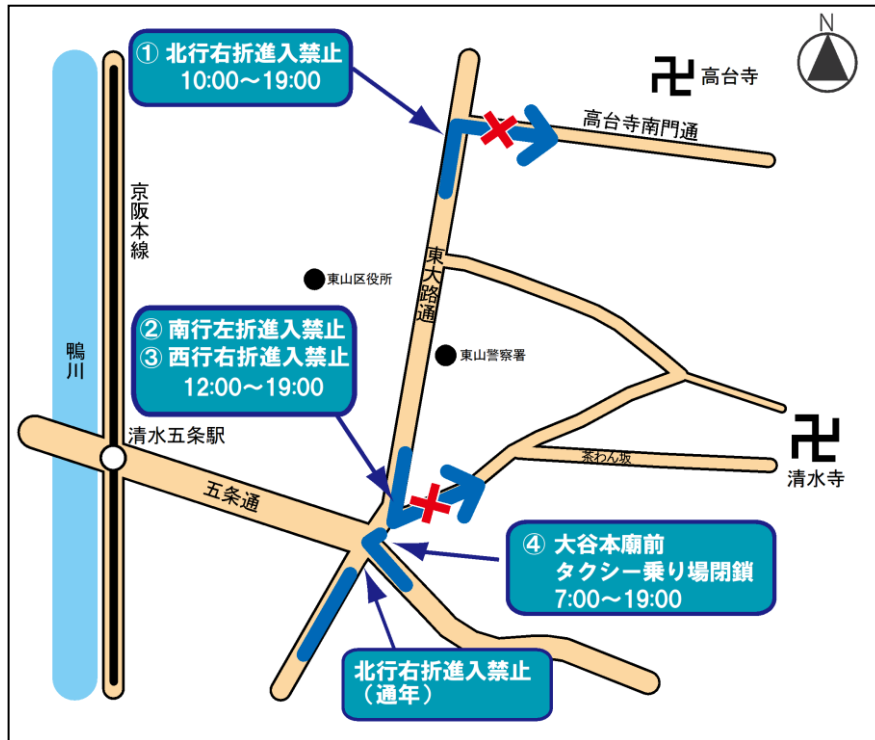 ① 北行右折進入禁止
10:00～19:00
N
卍 高台寺
高台寺南門通
京阪本線
東大路通
東山区役所
② 南行左折進入禁止
③ 西行右折進入禁止
12:00～19:00
東山警察署
鴨川
清水五条駅
卍
清水寺
茶わん坂
五条通
④ 大谷本廟前
タクシー乗り場閉鎖
7:00～19:00
北行右折進入禁止
（通年）